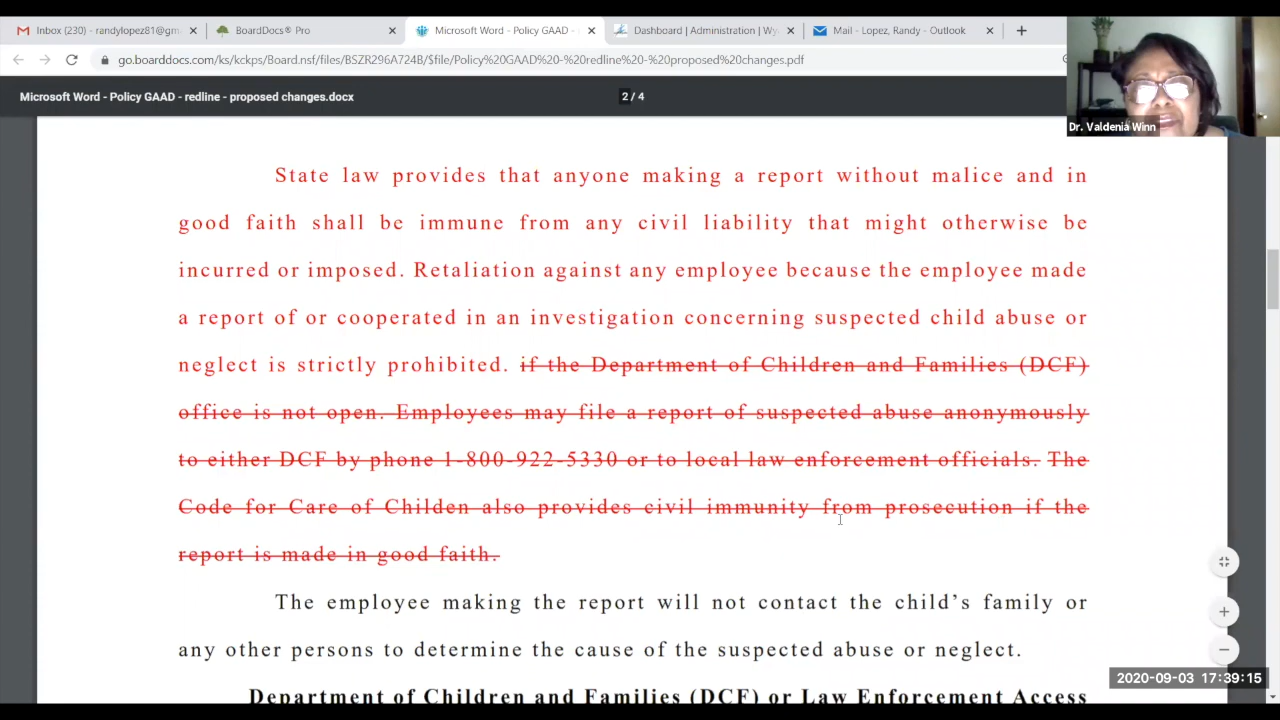 Inbox (230) - randylopez81@gm
BoardDocs® Pro
Microsoft Word - Policy GAAD -
Dashboard | Administration | Wy
Mail - Lopez, Randy - Outlook
go.boarddocs.com/ks/kckps/Board.nsf/files/BSZR296A724B/$file/Policy%20GAAD%20-%20redline%20-%20proposed%20changes.pdf
Microsoft Word - Policy GAAD - redline - proposed changes.docx
2 / 4
Dr. Valdenia Winn
State law provides that anyone making a report without malice and in
good faith shall be immune from any civil liability that might otherwise be
incurred or imposed. Retaliation against any employee because the employee made
a report of or cooperated in an investigation concerning suspected child abuse or
neglect is strictly prohibited. if the Department of Children and Families (DCF)
office is not open. Employees may file a report of suspected abuse anonymously
to either DCF by phone 1-800-922-5330 or to local law enforcement officials. The
Code for Care of Childen also provides civil immunity from prosecution if the
report is made in good faith.
The employee making the report will not contact the child's family or
any other persons to determine the cause of the suspected abuse or neglect.
Department of Children and Families (DCF) or Law Enforcement Access
2020-09-03 17:39:15